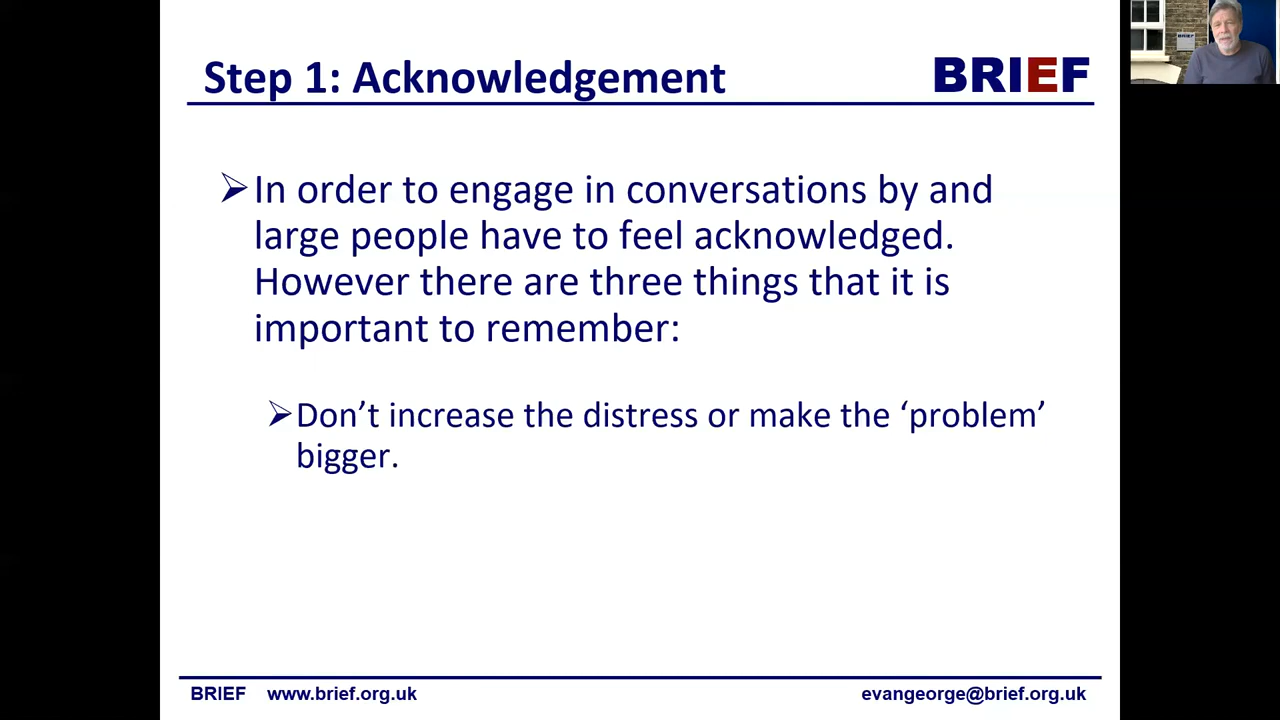 Step 1: Acknowledgement
BRIEF
BRIEF
➢In order to engage in conversations by and
large people have to feel acknowledged.
However there are three things that it is
important to remember:
➢Don’t increase the distress or make the ‘problem’
bigger.
BRIEF www.brief.org.uk
evangeorge@brief.org.uk